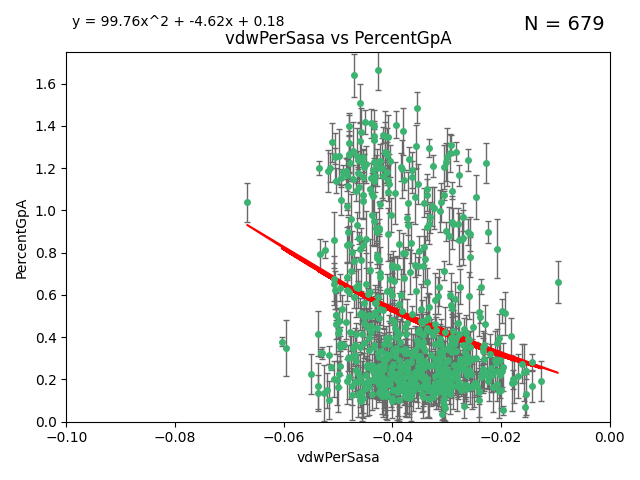 y = 99.76x^2 + -4.62x + 0.18
N = 679
vdwPerSasa vs PercentGpA
PercentGpA
1.6
1.4
1.2
1.0
0.8
0.6
0.4
0.2
0.0
−0.10 −0.08 −0.06 −0.04 −0.02 0.00
vdwPerSasa